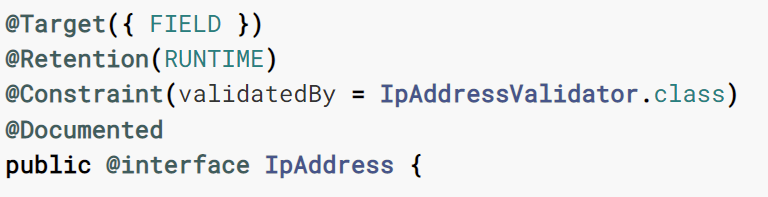 @Target({ FIELD })
@Retention(RUNTIME)
@Constraint(validatedBy = IpAddressValidator.class)
@Documented
public @interface IpAddress {